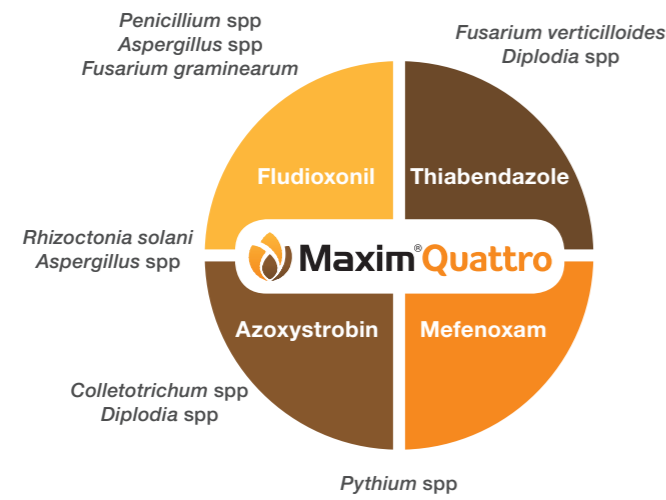 Penicillium spp
Aspergillus spp
Fusarium graminearum
Fusarium verticilloides
Diplodia spp
Fludioxonil
Thiabendazole
Rhizoctonia solani
Aspergillus spp
Maxim® Quattro
Azoxystrobin
Mefenoxam
Colletotrichum spp
Diplodia spp
Pythium spp